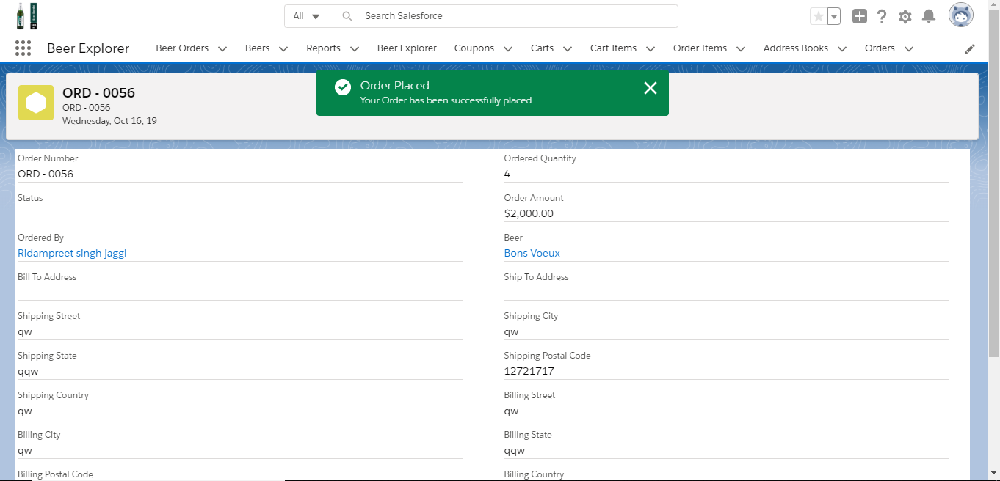 All
Search Salesforce
Beer Explorer
Beer Orders
Beers
Reports
Beer Explorer
Coupons
Carts
Cart Items
Order Items
Address Books
Orders
ORD - 0056
ORD - 0056
Wednesday, Oct 16, 19
Order Placed
Your Order has been successfully placed.
Order Number
ORD - 0056
Ordered Quantity
4
Status
Order Amount
$2,000.00
Ordered By
Ridampreet singh jaggi
Beer
Bons Voeux
Bill To Address
Ship To Address
Shipping Street
qw
Shipping City
qw
Shipping State
qqw
Shipping Postal Code
12721717
Shipping Country
qw
Billing Street
qw
Billing City
qw
Billing State
qqw
Billing Postal Code
Billing Country